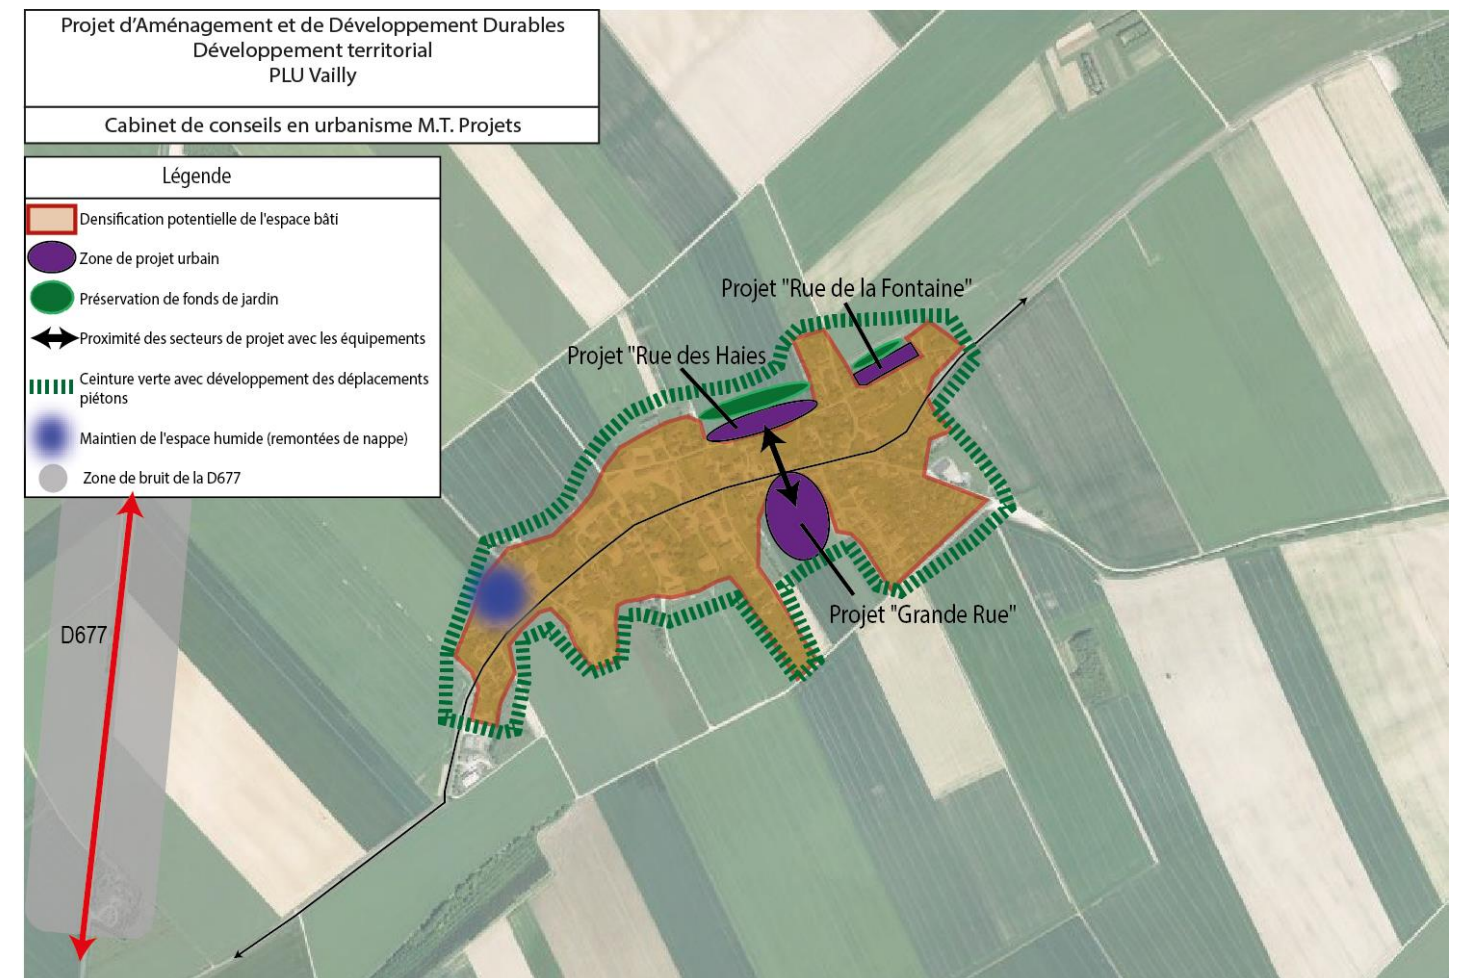 Projet d'Aménagement et de Développement Durables
Développement territorial
PLU Vailly
Cabinet de conseils en urbanisme M.T. Projets
Légende
Densification potentielle de l'espace bâti
Zone de projet urbain
Préservation de fonds de jardin
Proximité des secteurs de projet avec les équipements
Ceinture verte avec développement des déplacements
piétons
Maintien de l'espace humide (remontées de nappe)
Zone de bruit de la D677
Projet "Rue de la Fontaine"
Projet "Rue des Haies
Projet "Grande Rue"
D677